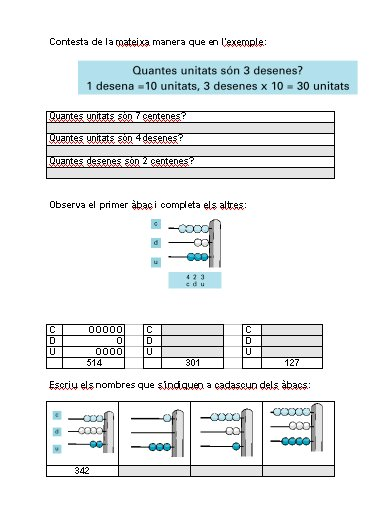 Contesta de la mateixa manera que en l'exemple:
Quantes unitats són 3 desenes?
1 desena =10 unitats, 3 desenes x 10 = 30 unitats
Quantes unitats són 7 centenes?
Quantes unitats són 4 desenes?
Quantes desenes són 2 centenes?
Observa el primer àbac i completa els altres:
c
d
u
4 2 3
c d u
C OOOOO C C
D O D D
U OOOO U U
514 301 127
Escriu els nombres que s'indiquen a cadascun dels àbacs:
c
d
u
342